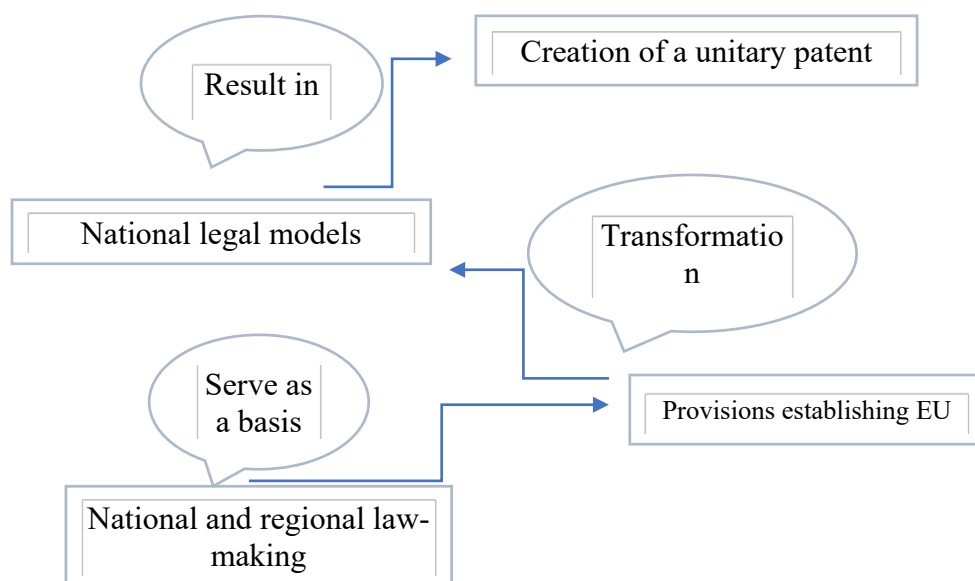 Creation of a unitary patent
Result in
National legal models
Transformatio
n
Serve as
a basis
Provisions establishing EU
National and regional law-
making